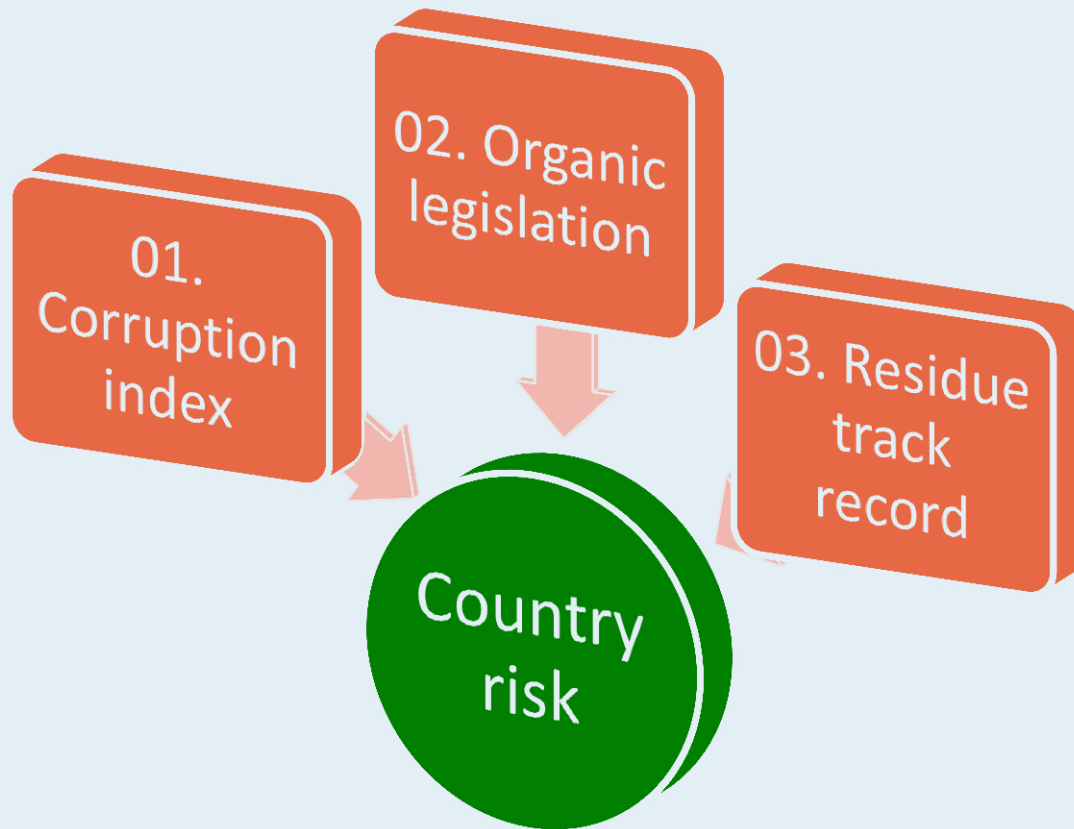 01.
Corruption
index
02. Organic
legislation
03. Residue
track
record
Country
risk